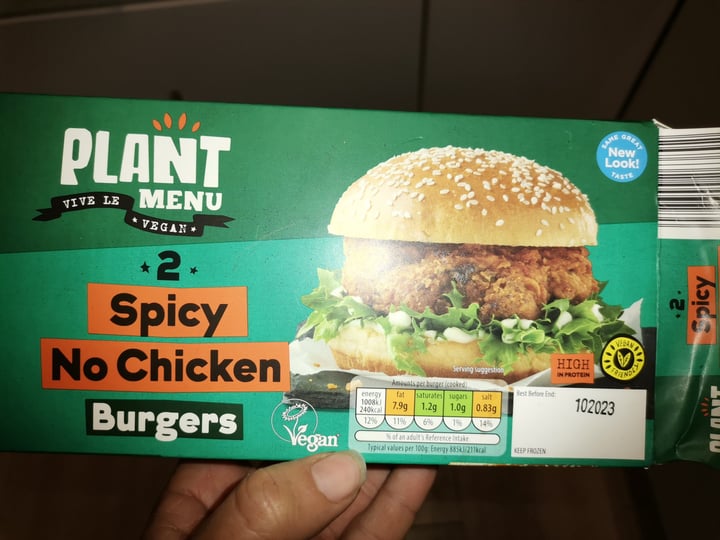 PLANT
MENU
VIVE LE
VEGAN
2
Spicy
No Chicken
Burgers
SAME GREAT
New
Look!
TASTE
Serving suggestion
HIGH
IN PROTEIN
VEGAN
FRIENDLY
Vegan
Amounts per burger (cooked)
energy fat saturates sugars salt
1008kJ 7.9g 1.2g 1.0g 0.83g
240kcal
12% 11% 6% 1% 14%
% of an adult's Reference Intake
Typical values per 100g: Energy 885kJ/211kcal
Best Before End:
102023
KEEP FROZEN
2
Spicy
PLANT